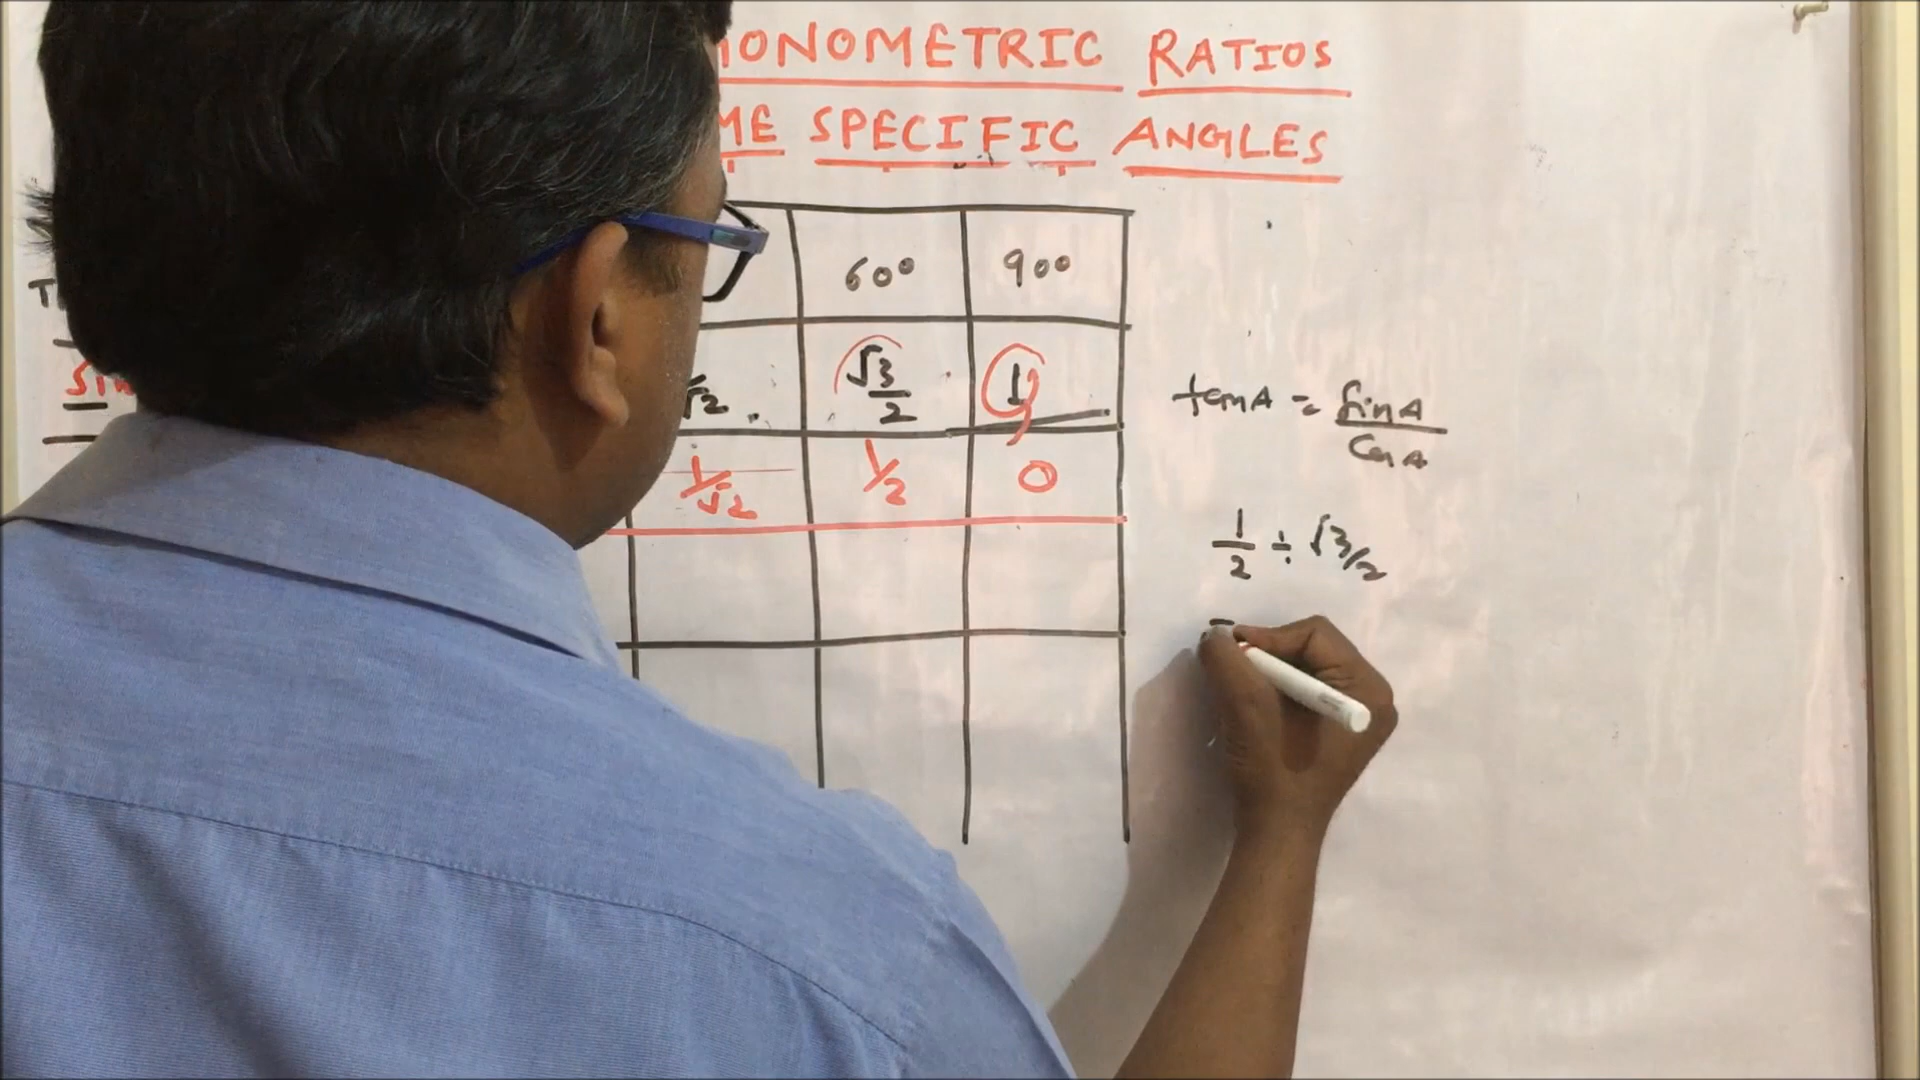 ONOMETRIC RATIOS
ME SPECIFIC ANGLES
60° 90°
√3/2 1
1/√2 1/2 0
tanA = SinA/CosA
1/2 ÷ √3/2
=